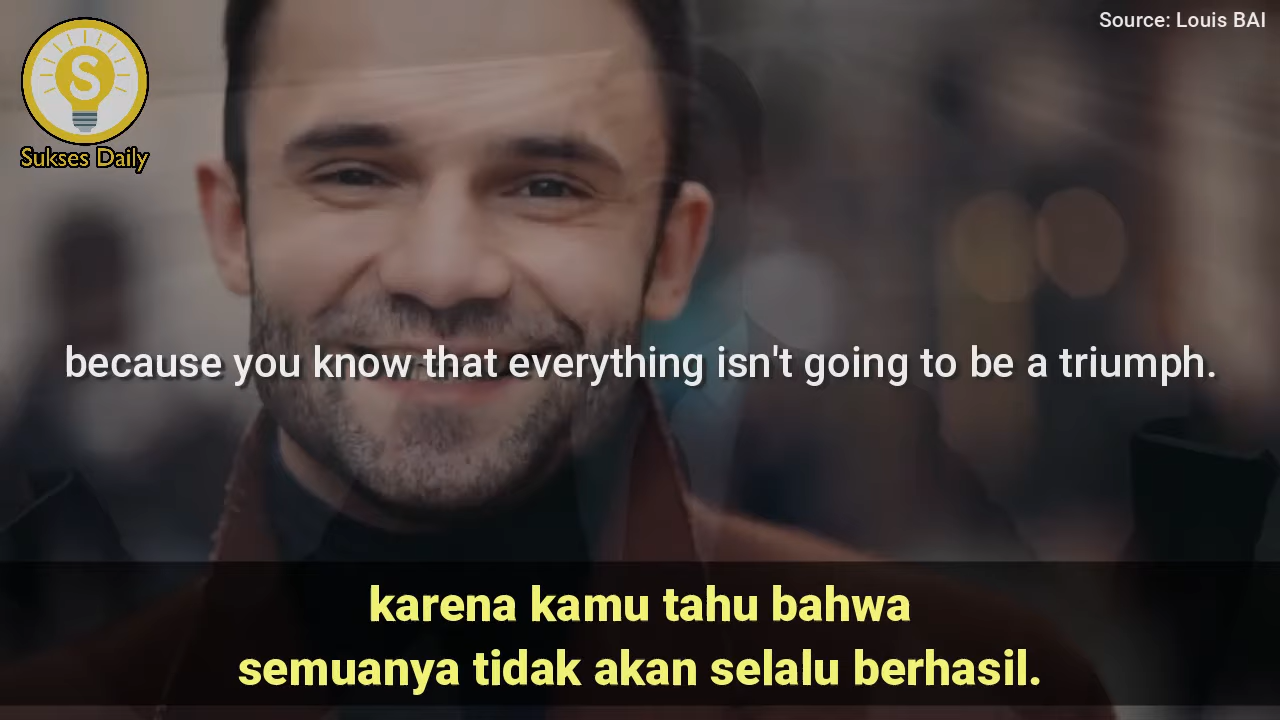 Source: Louis BAI
S
Sukses Daily
because you know that everything isn't going to be a triumph.
karena kamu tahu bahwa
semuanya tidak akan selalu berhasil.